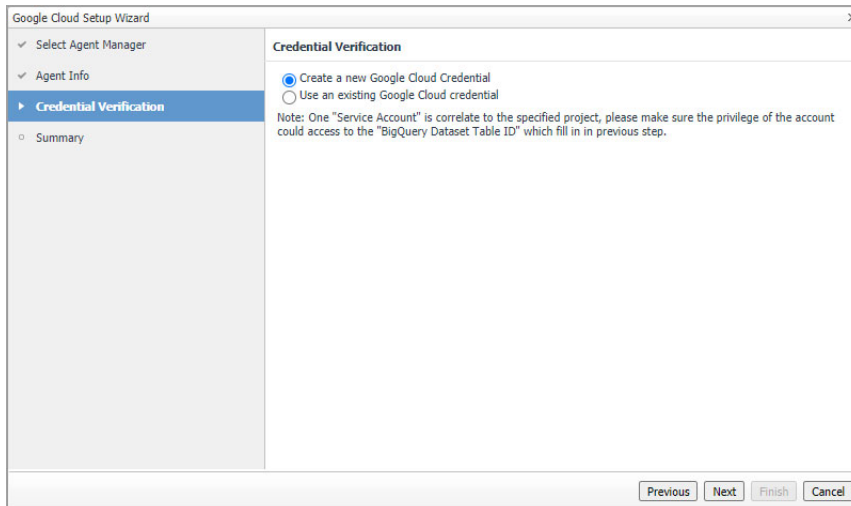 Google Cloud Setup Wizard
Select Agent Manager
Agent Info
Credential Verification
Summary
Credential Verification
Create a new Google Cloud Credential
Use an existing Google Cloud credential
Note: One "Service Account" is correlate to the specified project, please make sure the privilege of the account
could access to the "BigQuery Dataset Table ID" which fill in in previous step.
Previous
Next
Finish
Cancel